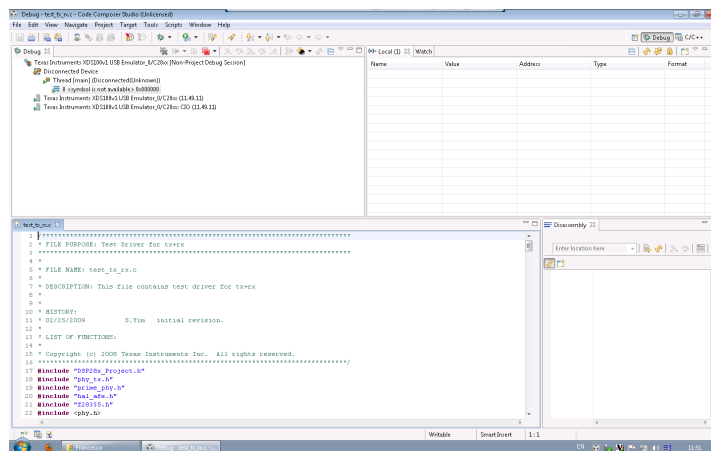 Debug - test_tx_rx.c - Code Composer Studio (Unlicensed)
File Edit View Navigate Project Target Tools Scripts Window Help
Debug C/C++
Debug
Texas Instruments XDS100v1 USB Emulator_0/C28xx [Non-Project Debug Session]
Disconnected Device
Thread [main] (Disconnected(Unknown))
0 <symbol is not available> 0x000000
Texas Instruments XDS100v1 USB Emulator_0/C28xx (11.49.11)
Texas Instruments XDS100v1 USB Emulator_0/C28xx: CIO (11.49.11)
Local (1) Watch
Name Value Address Type Format
test_tx_rx.c
1 /******************************************************************************
2 * FILE PURPOSE: Test Driver for tx+rx
3 *******************************************************************************
4 *
5 * FILE NAME: test_tx_rx.c
6 *
7 * DESCRIPTION: This file contains test driver for tx+rx
8 *
9 *
10 * HISTORY:
11 * 02/25/2009 S.Yim initial revision.
12 *
13 * LIST OF FUNCTIONS:
14 *
15 * Copyright (c) 2008 Texas Instruments Inc. All rights reserved.
16 ******************************************************************************/
17 #include "DSP28x_Project.h"
18 #include "phy_tx.h"
19 #include "prime_phy.h"
20 #include "hal_afe.h"
21 #include "f28335.h"
22 #include <phy.h>
Disassembly
Enter location here
Writable Smart Insert 1:1
Francesco
Debug - test_tx_rx.c - ...
EN
11:51